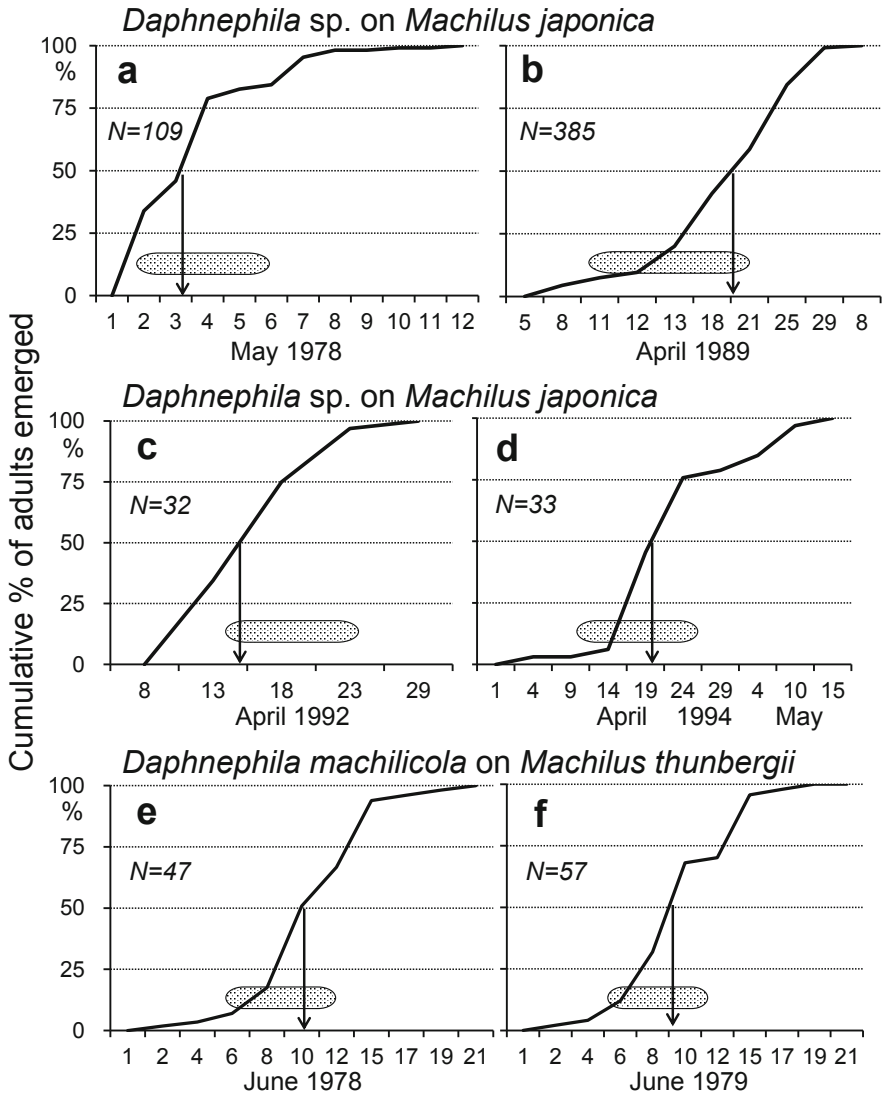 Daphnephila sp. on Machilus japonica
100
%
75
50
25
0
a
N=109
1 2 3 4 5 6 7 8 9 10 11 12
May 1978
b
N=385
5 8 11 12 13 18 21 25 29 8
April 1989
Cumulative % of adults emerged
Daphnephila sp. on Machilus japonica
100
%
75
50
25
0
c
N=32
8 13 18 23 29
April 1992
d
N=33
1 4 9 14 19 24 29 4 10 15
April 1994 May
Daphnephila machilicola on Machilus thunbergii
100
%
75
50
25
0
e
N=47
1 2 4 6 8 10 12 15 17 19 21
June 1978
f
N=57
1 2 4 6 8 10 12 15 17 19 21
June 1979